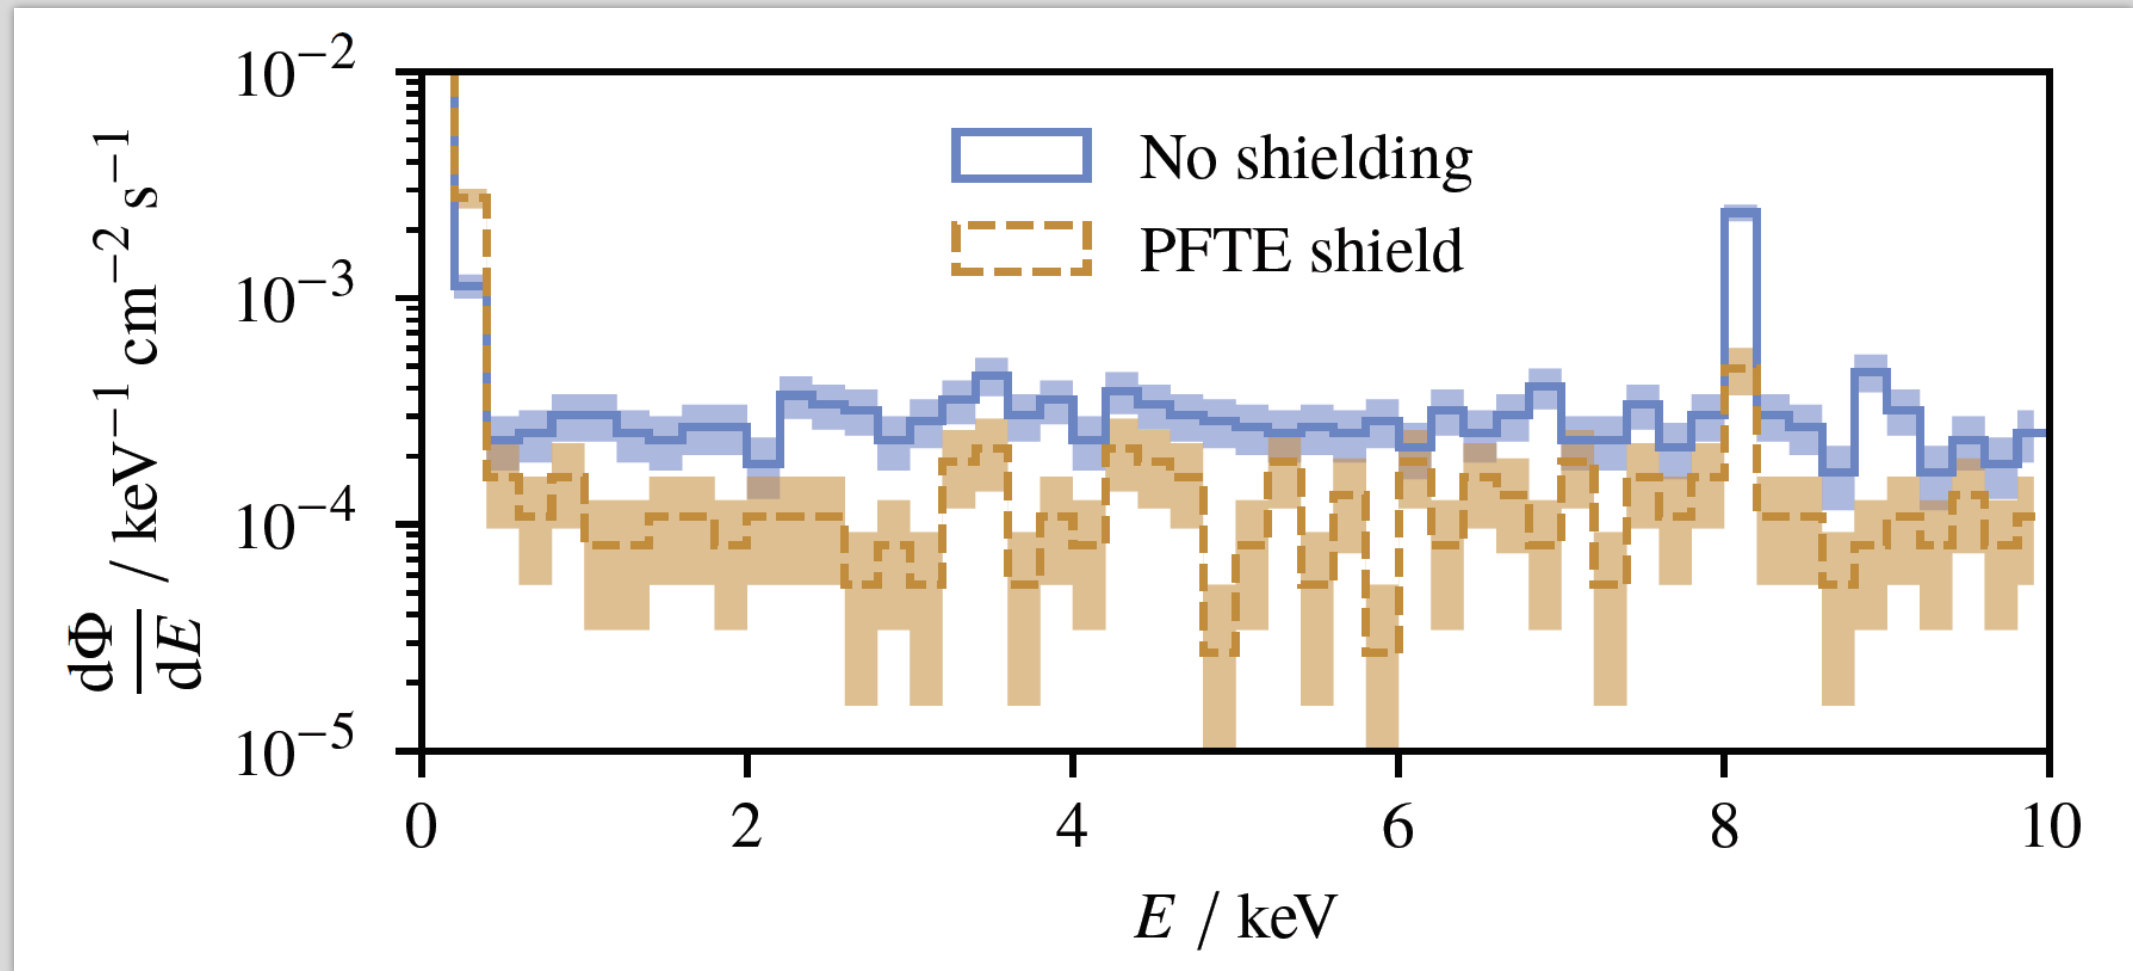 10⁻²
10⁻³
10⁻⁴
10⁻⁵
dΦ/dE / keV⁻¹ cm⁻² s⁻¹
No shielding
PFTE shield
0 2 4 6 8 10
E / keV